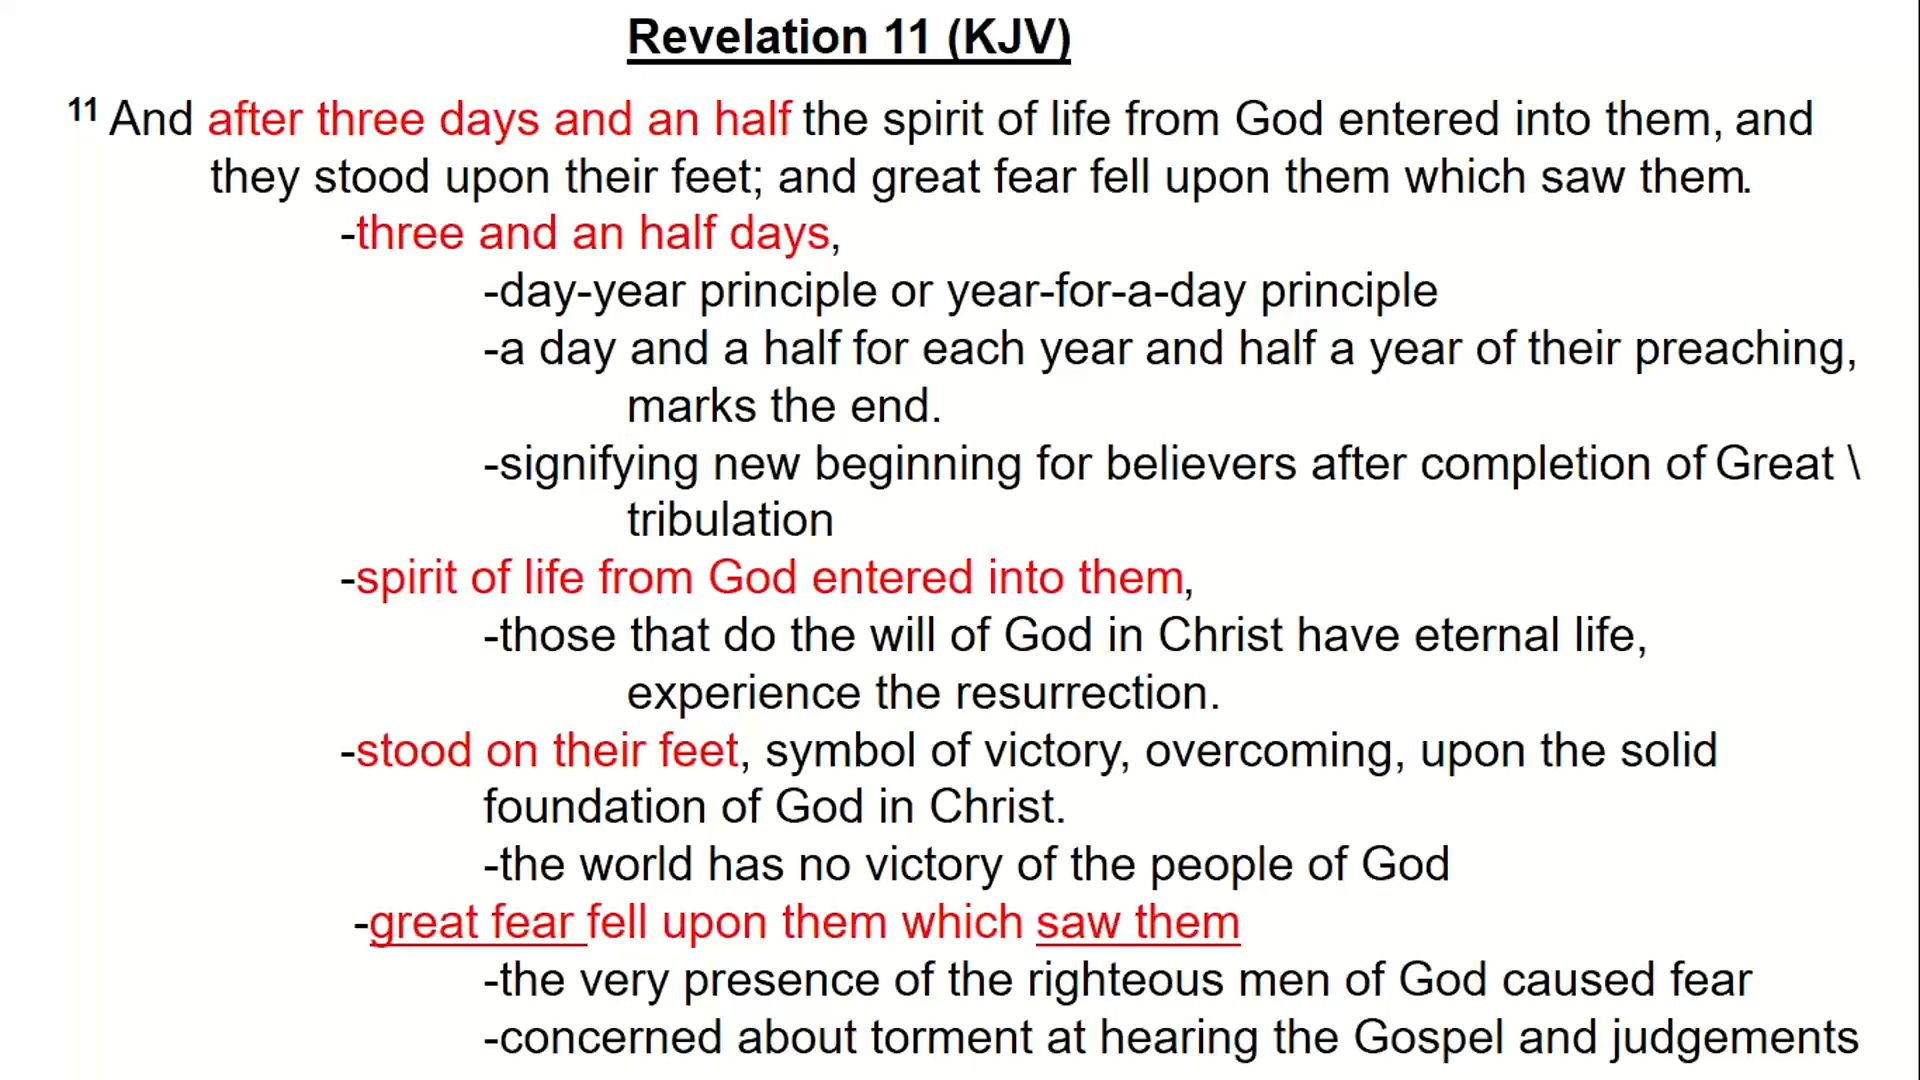 Revelation 11 (KJV)
11 And after three days and an half the spirit of life from God entered into them, and
they stood upon their feet; and great fear fell upon them which saw them.
-three and an half days,
-day-year principle or year-for-a-day principle
-a day and a half for each year and half a year of their preaching,
marks the end.
-signifying new beginning for believers after completion of Great \
tribulation
-spirit of life from God entered into them,
-those that do the will of God in Christ have eternal life,
experience the resurrection.
-stood on their feet, symbol of victory, overcoming, upon the solid
foundation of God in Christ.
-the world has no victory of the people of God
-great fear fell upon them which saw them
-the very presence of the righteous men of God caused fear
-concerned about torment at hearing the Gospel and judgements